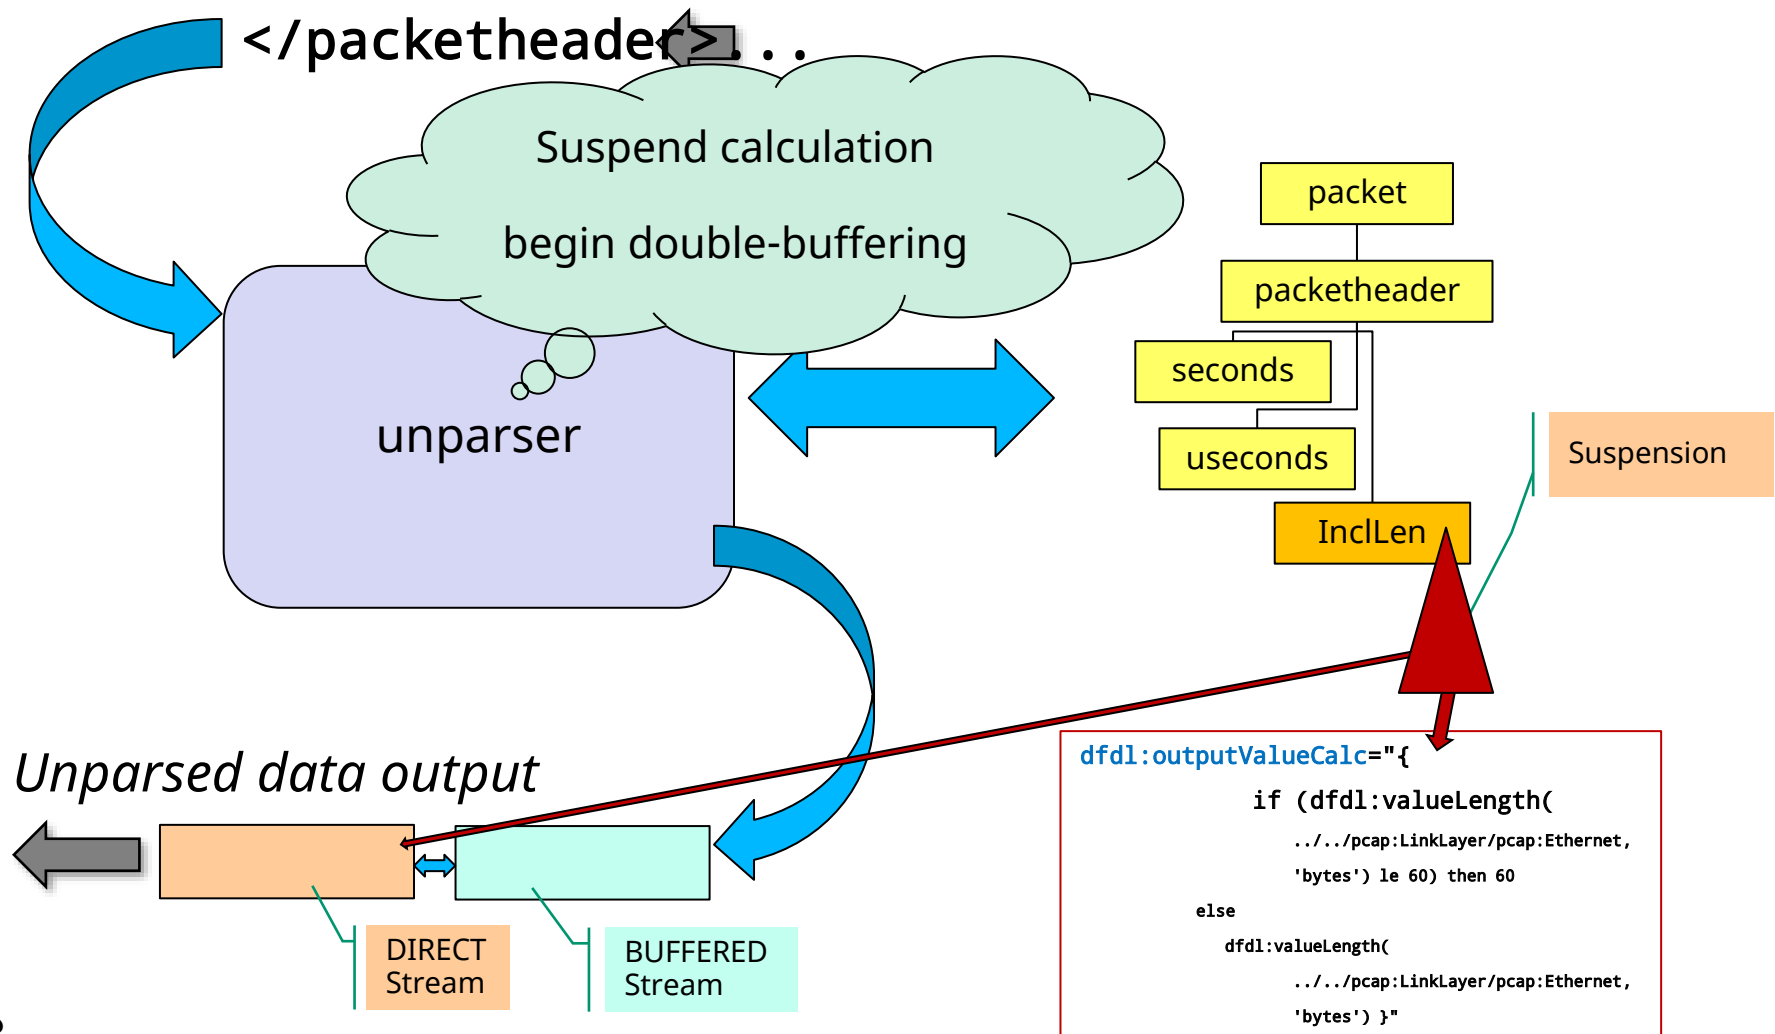 </packetheader>...
Suspend calculation
begin double-buffering
unparser
packet
packetheader
seconds
useconds
InclLen
Suspension
Unparsed data output
DIRECT
Stream
BUFFERED
Stream
dfdl:outputValueCalc="{
if (dfdl:valueLength(
../../pcap:LinkLayer/pcap:Ethernet,
'bytes') le 60) then 60
else
dfdl:valueLength(
../../pcap:LinkLayer/pcap:Ethernet,
'bytes') }"